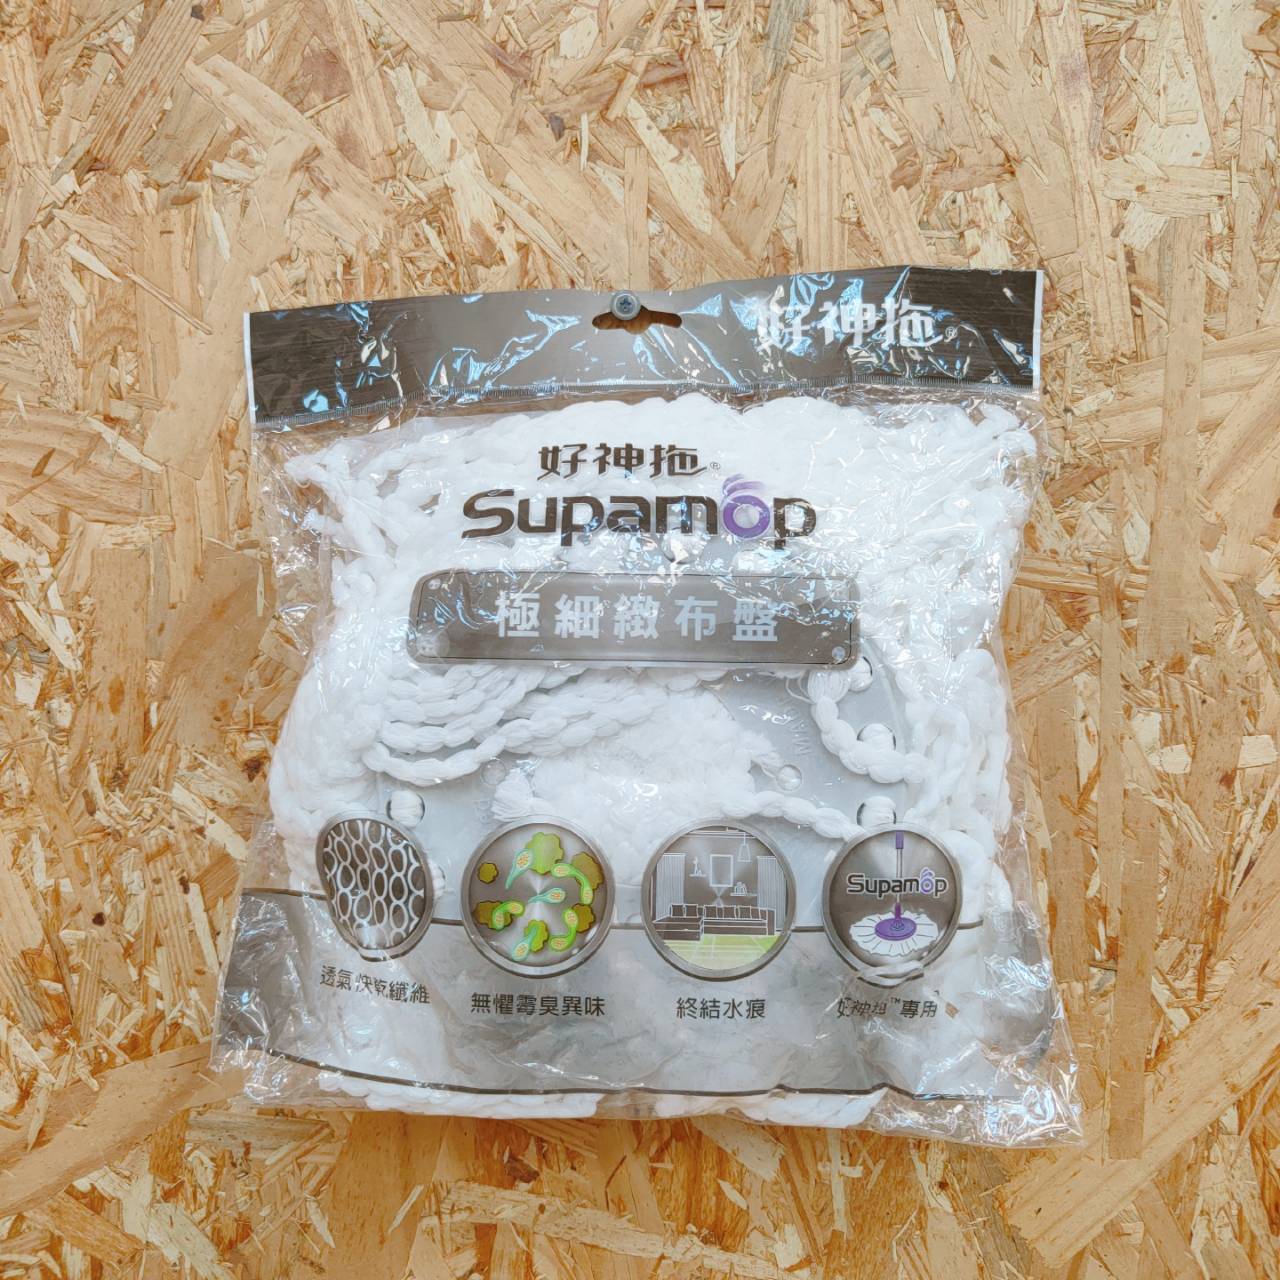 好神拖®
好神拖®
Supamop
極細緻布盤
Supamop
透氣快乾纖維
無懼霉臭異味
終結水痕
好神拖™專用